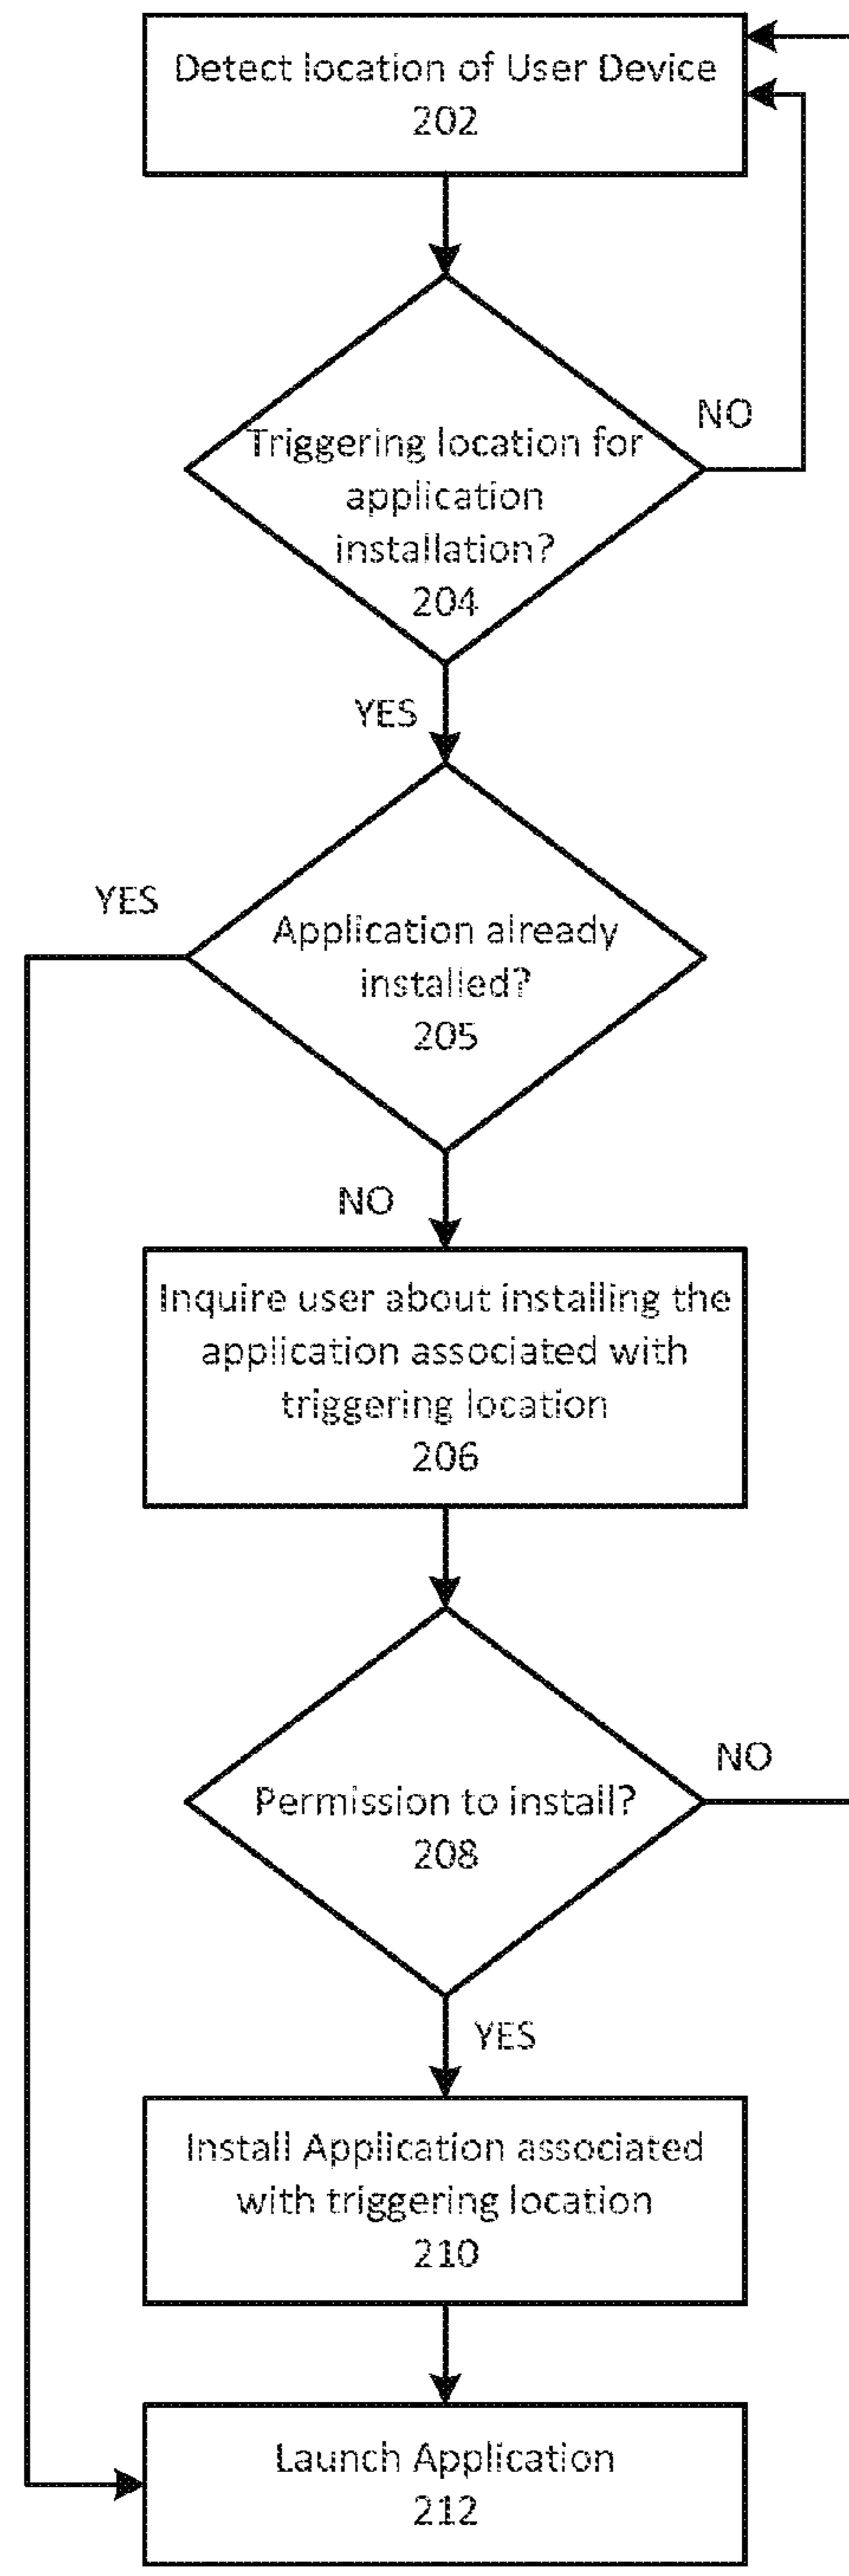 Detect location of User Device
202
NO
Triggering location for
application
installation?
204
YES
YES
Application already
installed?
205
NO
Inquire user about installing the
application associated with
triggering location
206
NO
Permission to install?
208
YES
Install Application associated
with triggering location
210
Launch Application
212